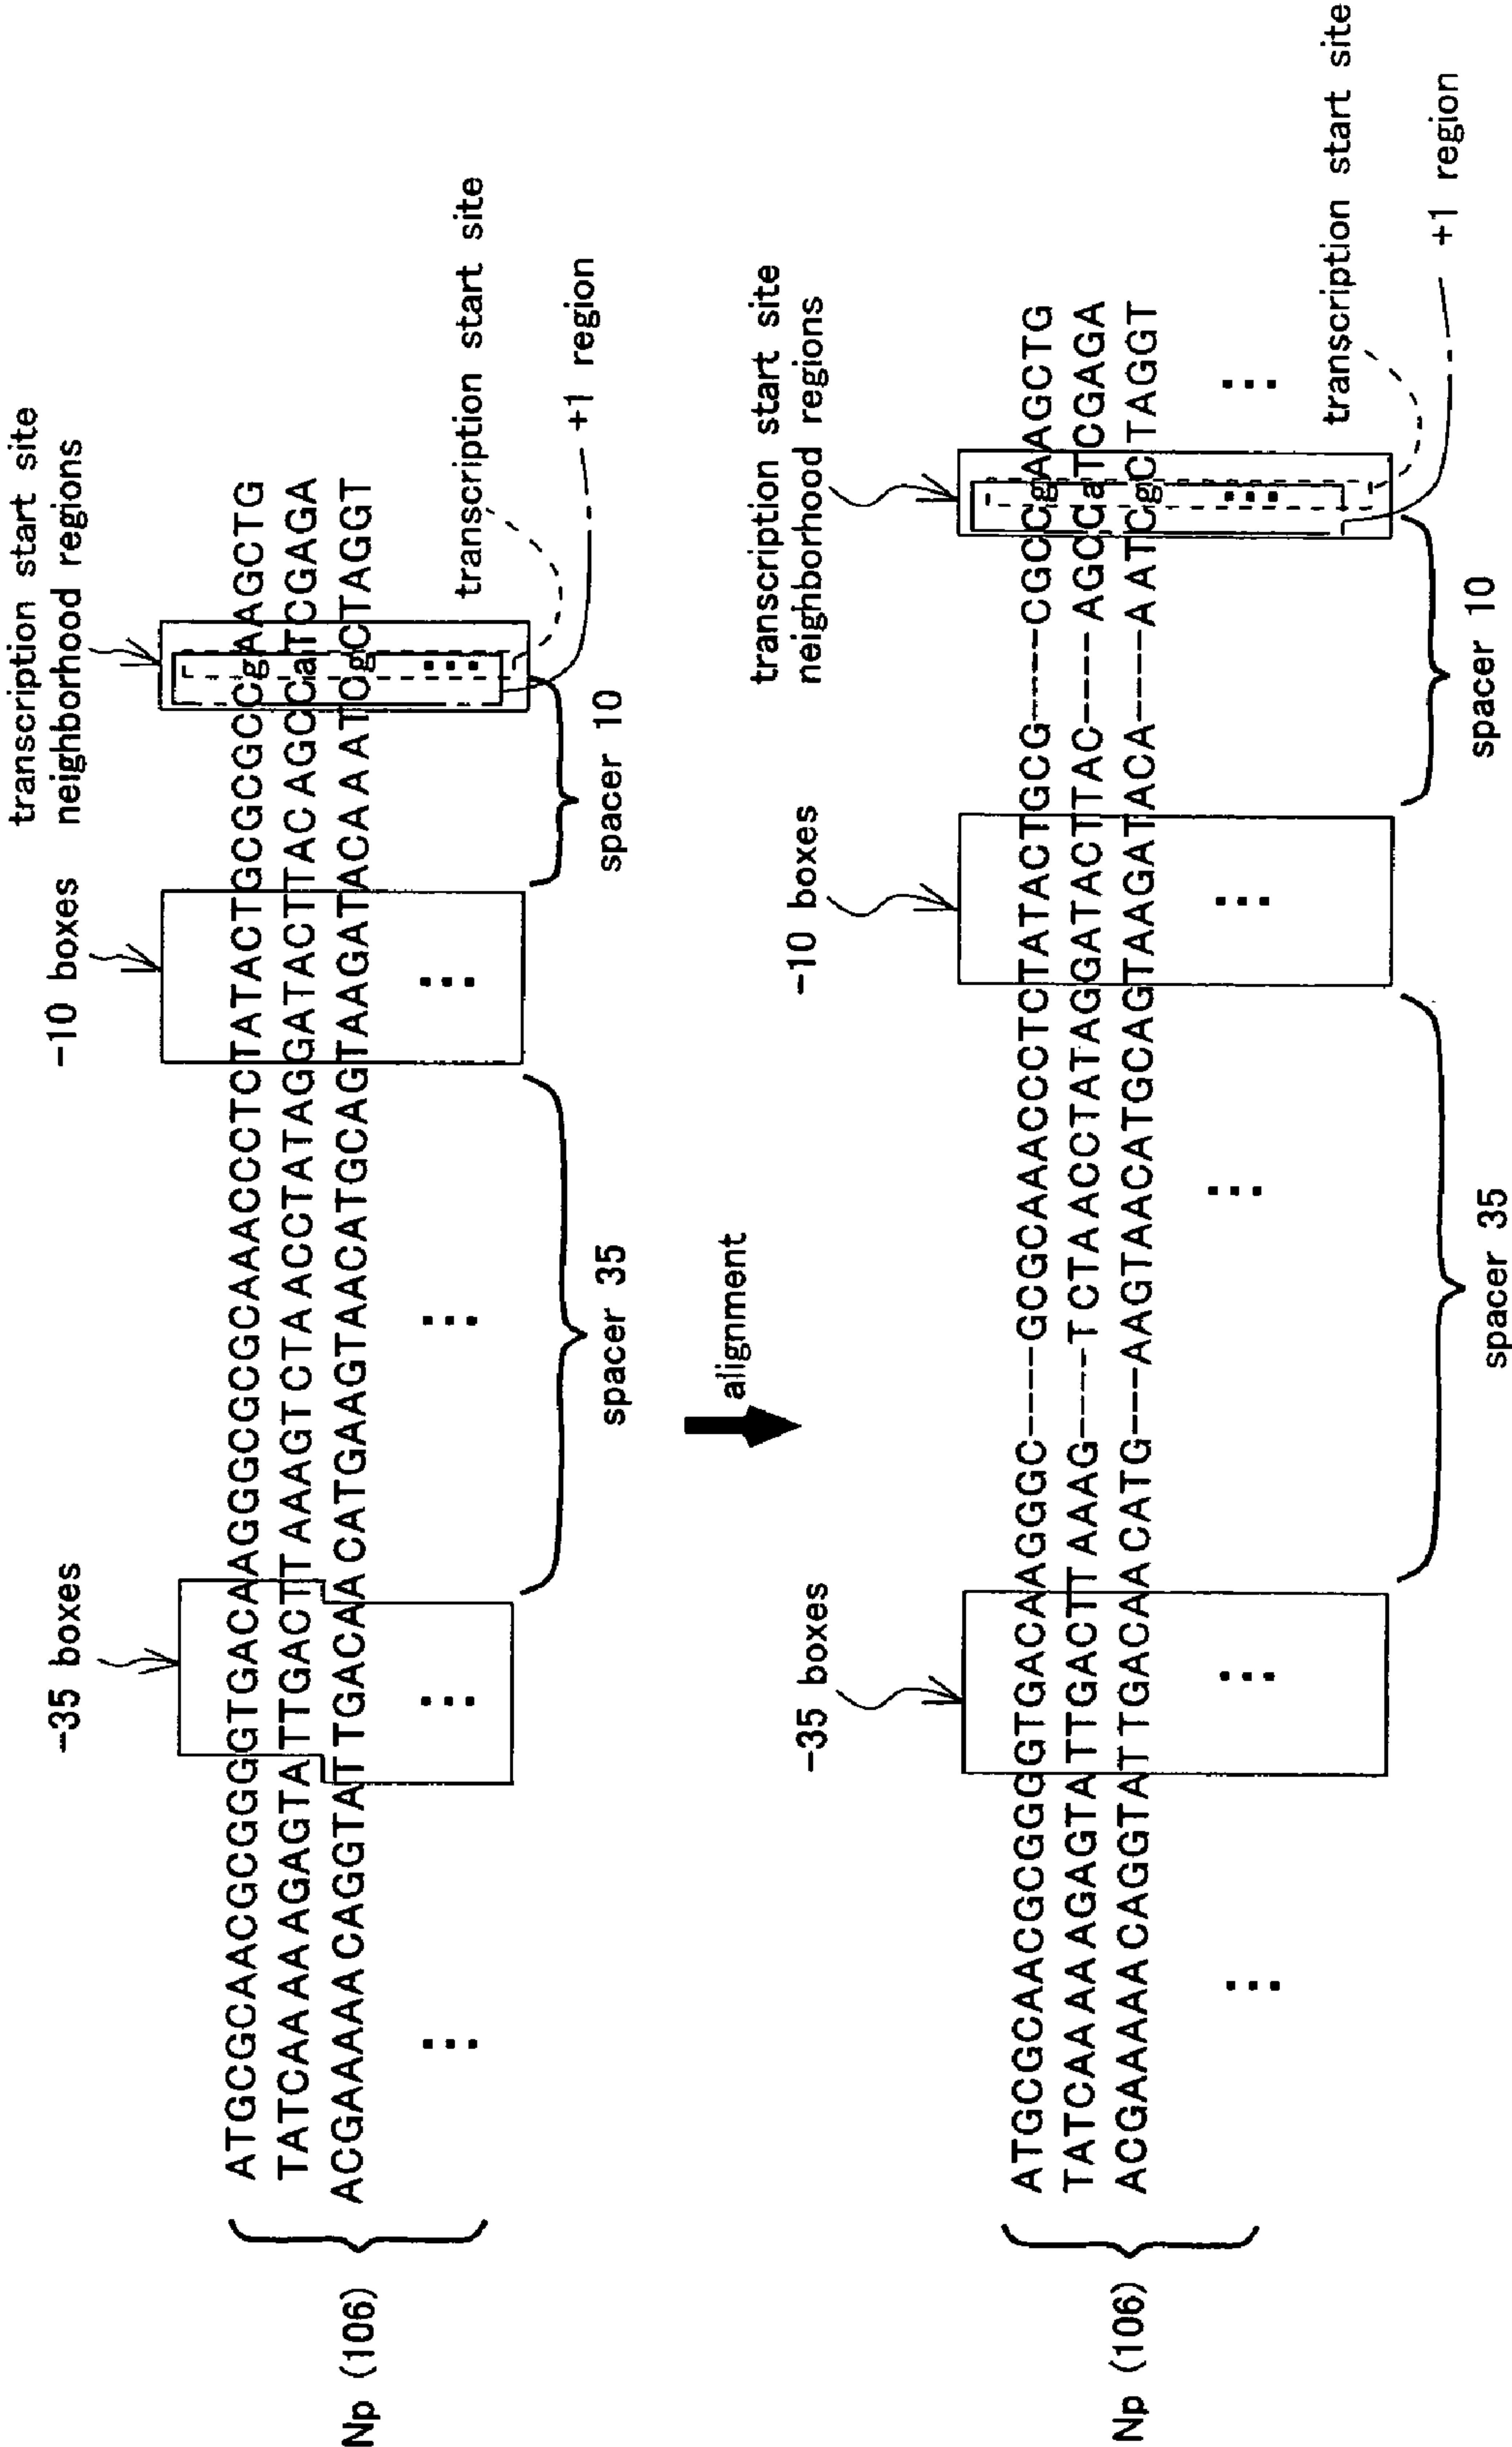 transcription start site
neighborhood regions
-35 boxes
-10 boxes
Np (106)
ATGCGCAACGCGGGGTGACAAGGGCGCGCAAACCCTCTATACTGCGCGCCgAAGCTG
TATCAAAAAGAGTATTGACTTAAAGTCTAACCTATAGGATACTTACAGCCaTCGAGA
ACGAAAAACAGGTATTGACAACATGAAGTAACATGCAGTAAGATACAAATCgCTAGGT
...
...
...
...
...
transcription start site
+1 region
spacer 35
spacer 10
alignment
transcription start site
neighborhood regions
-35 boxes
-10 boxes
Np (106)
ATGCGCAACGCGGGGTGACAAGGGC----GCGCAAACCCTCTATACTGCG----CGCCgAAGCTG
TATCAAAAAGAGTATTGACTTAAAG----TCTAACCTATAGGATACTTAC----AGCCaTCGAGA
ACGAAAAACAGGTATTGACAACATG---AAGTAACATGCAGTAAGATACA----AATCgCTAGGT
...
...
...
...
...
...
transcription start site
+1 region
spacer 35
spacer 10